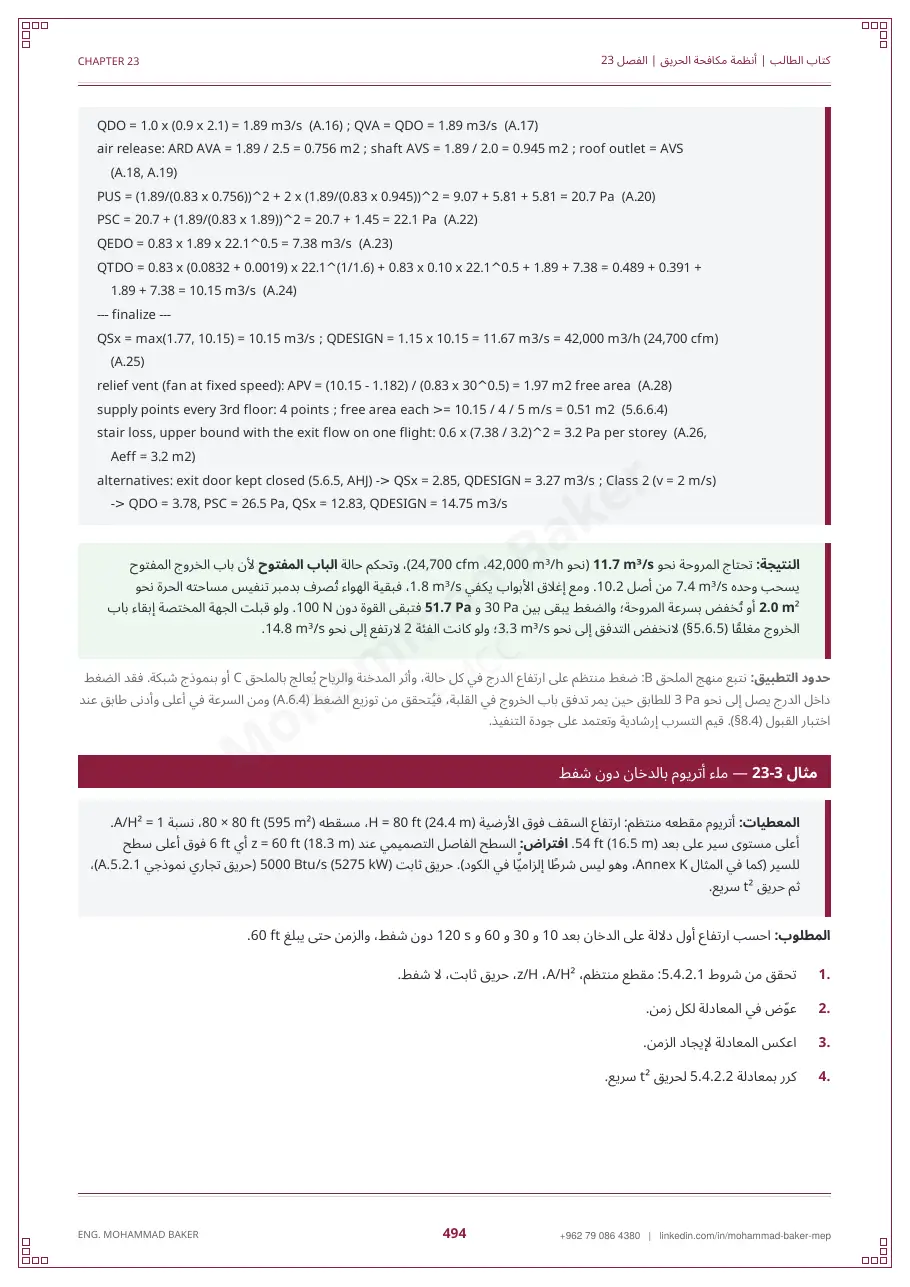 CHAPTER 23
كتاب الطالب | أنظمة مكافحة الحريق | الفصل 23
QDO = 1.0 x (0.9 x 2.1) = 1.89 m3/s (A.16) ; QVA = QDO = 1.89 m3/s (A.17)
air release: ARD AVA = 1.89 / 2.5 = 0.756 m2 ; shaft AVS = 1.89 / 2.0 = 0.945 m2 ; roof outlet = AVS
(A.18, A.19)
PUS = (1.89/(0.83 x 0.756))^2 + 2 x (1.89/(0.83 x 0.945))^2 = 9.07 + 5.81 + 5.81 = 20.7 Pa (A.20)
PSC = 20.7 + (1.89/(0.83 x 1.89))^2 = 20.7 + 1.45 = 22.1 Pa (A.22)
QEDO = 0.83 x 1.89 x 22.1^0.5 = 7.38 m3/s (A.23)
QTDO = 0.83 x (0.0832 + 0.0019) x 22.1^(1/1.6) + 0.83 x 0.10 x 22.1^0.5 + 1.89 + 7.38 = 0.489 + 0.391 +
1.89 + 7.38 = 10.15 m3/s (A.24)
--- finalize ---
QSx = max(1.77, 10.15) = 10.15 m3/s ; QDESIGN = 1.15 x 10.15 = 11.67 m3/s = 42,000 m3/h (24,700 cfm)
(A.25)
relief vent (fan at fixed speed): APV = (10.15 - 1.182) / (0.83 x 30^0.5) = 1.97 m2 free area (A.28)
supply points every 3rd floor: 4 points ; free area each >= 10.15 / 4 / 5 m/s = 0.51 m2 (5.6.6.4)
stair loss, upper bound with the exit flow on one flight: 0.6 x (7.38 / 3.2)^2 = 3.2 Pa per storey (A.26,
Aeff = 3.2 m2)
alternatives: exit door kept closed (5.6.5, AHJ) -> QSx = 2.85, QDESIGN = 3.27 m3/s ; Class 2 (v = 2 m/s)
-> QDO = 3.78, PSC = 26.5 Pa, QSx = 12.83, QDESIGN = 14.75 m3/s
النتيجة: تحتاج المروحة نحو 11.7 m³/s (نحو 42,000 m³/h، 24,700 cfm)، وتحكم حالة الباب المفتوح لأن باب الخروج المفتوح
يسحب وحده 7.4 m³/s من أصل 10.2. ومع إغلاق الأبواب يكفي 1.8 m³/s، فبقية الهواء تُصرف بدمبر تنفيس مساحته الحرة نحو
2.0 m² أو تُخفض بسرعة المروحة؛ والضغط يبقى بين 30 Pa و 51.7 Pa فتبقى القوة دون 100 N. ولو قبلت الجهة المختصة إبقاء باب
الخروج مغلقًا (§5.6.5) لانخفض التدفق إلى نحو 3.3 m³/s؛ ولو كانت الفئة 2 لارتفع إلى نحو 14.8 m³/s.
حدود التطبيق: نتبع منهج الملحق B: ضغط منتظم على ارتفاع الدرج في كل حالة، وأثر المدخنة والرياح يُعالج بالملحق C أو بنموذج شبكة. فقد الضغط
داخل الدرج يصل إلى نحو 3 Pa للطابق حين يمر تدفق باب الخروج في القلبة، فيُتحقق من توزيع الضغط (A.6.4) ومن السرعة في أعلى وأدنى طابق عند
اختبار القبول (§8.4). قيم التسرب إرشادية وتعتمد على جودة التنفيذ.
مثال 3-23 — ملء أتريوم بالدخان دون شفط
المعطيات: أتريوم مقطعه منتظم: ارتفاع السقف فوق الأرضية H = 80 ft (24.4 m)، مسقطه 80 × 80 ft (595 m²)، نسبة A/H² = 1.
أعلى مستوى سير على بعد 54 ft (16.5 m). افتراض: السطح الفاصل التصميمي عند z = 60 ft (18.3 m) أي 6 ft فوق أعلى سطح
للسير (كما في المثال Annex K، وهو ليس شرطًا إلزاميًا في الكود). حريق ثابت 5000 Btu/s (5275 kW) (حريق تجاري نموذجي A.5.2.1)،
ثم حريق t² سريع.
المطلوب: احسب ارتفاع أول دلالة على الدخان بعد 10 و 30 و 60 و 120 s دون شفط، والزمن حتى يبلغ 60 ft.
1. تحقق من شروط 5.4.2.1: مقطع منتظم، A/H²، z/H، حريق ثابت، لا شفط.
2. عوّض في المعادلة لكل زمن.
3. اعكس المعادلة لإيجاد الزمن.
4. كرر بمعادلة 5.4.2.2 لحريق t² سريع.
ENG. MOHAMMAD BAKER
494
+962 79 086 4380 | linkedin.com/in/mohammad-baker-mep